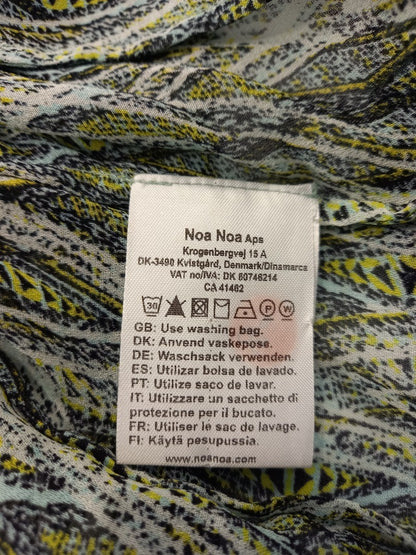 Noa Noa Aps
Krogenbergvej 15 A
DK-3490 Kvistgård, Denmark/Dinamarca
VAT no/IVA: DK 60746214
CA 41462
30 P W
GB: Use washing bag.
DK: Anvend vaskepose.
DE: Waschsack verwenden.
ES: Utilizar bolsa de lavado.
PT: Utilize saco de lavar.
IT: Utilizzare un sacchetto di
protezione per il bucato.
FR: Utiliser le sac de lavage.
FI: Käytä pesupussia.
www.noanoa.com